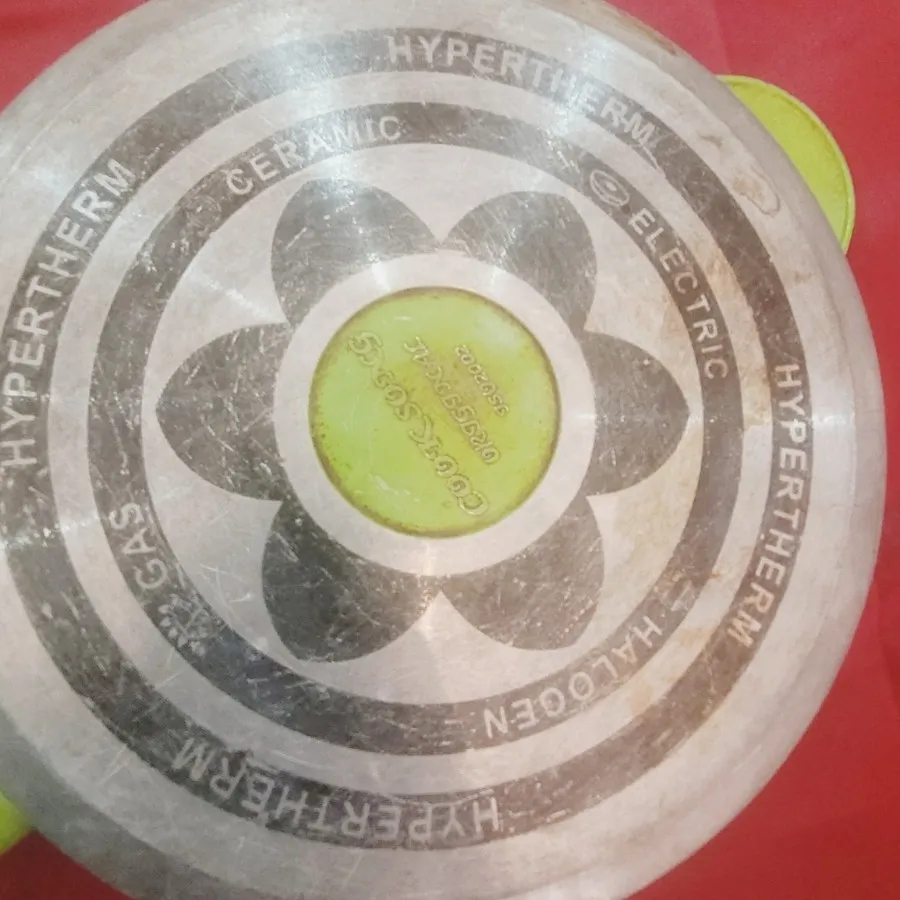 HYPERTHERM
HYPERTHERM
HYPERTHERM
HYPERTHERM
CERAMIC
ELECTRIC
HALOGEN
GAS